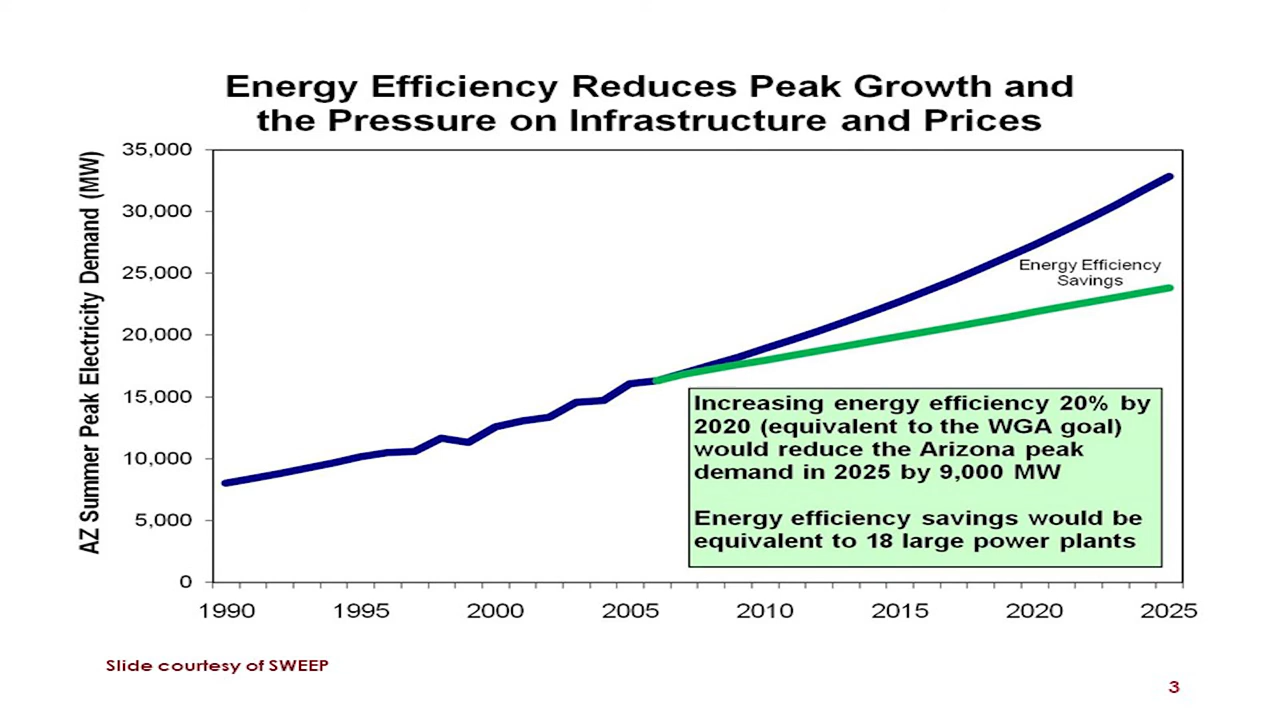 Energy Efficiency Reduces Peak Growth and
the Pressure on Infrastructure and Prices
AZ Summer Peak Electricity Demand (MW)
35,000
30,000
25,000
20,000
15,000
10,000
5,000
0
Energy Efficiency
Savings
Increasing energy efficiency 20% by
2020 (equivalent to the WGA goal)
would reduce the Arizona peak
demand in 2025 by 9,000 MW
Energy efficiency savings would be
equivalent to 18 large power plants
1990 1995 2000 2005 2010 2015 2020 2025
Slide courtesy of SWEEP
3